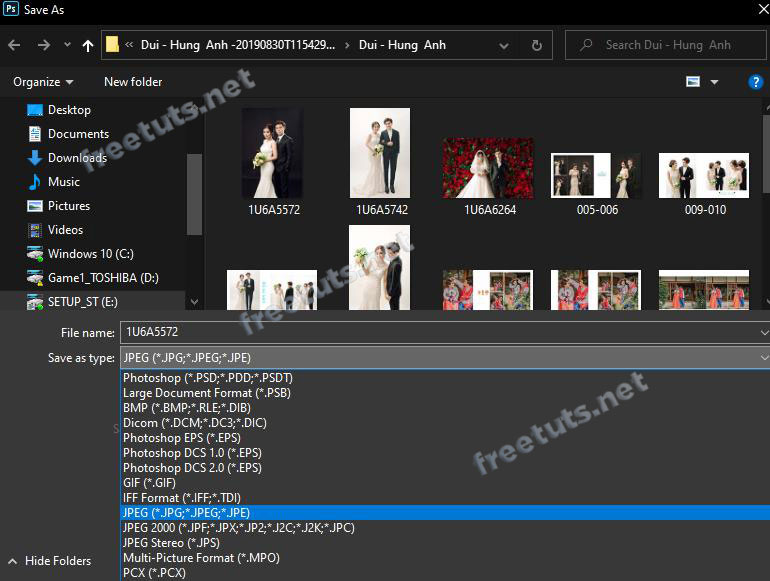 Ps Save As
« Dui - Hung Anh -20190830T115429... › Dui - Hung Anh
Search Dui - Hung Anh
Organize New folder
?
Desktop
Documents
Downloads
Music
Pictures
Videos
Windows 10 (C:)
Game1_TOSHIBA (D:)
SETUP_ST (E:)
1U6A5572 1U6A5742 1U6A6264 005-006 009-010
freetuts.net
freetuts.net
File name: 1U6A5572
Save as type: JPEG (*.JPG;*.JPEG;*.JPE)
Photoshop (*.PSD;*.PDD;*.PSDT)
Large Document Format (*.PSB)
BMP (*.BMP;*.RLE;*.DIB)
Dicom (*.DCM;*.DC3;*.DIC)
Photoshop EPS (*.EPS)
Photoshop DCS 1.0 (*.EPS)
Photoshop DCS 2.0 (*.EPS)
GIF (*.GIF)
IFF Format (*.IFF;*.TDI)
JPEG (*.JPG;*.JPEG;*.JPE)
JPEG 2000 (*.JPF;*.JPX;*.JP2;*.J2C;*.J2K;*.JPC)
JPEG Stereo (*.JPS)
Multi-Picture Format (*.MPO)
PCX (*.PCX)
freetuts.net
Hide Folders